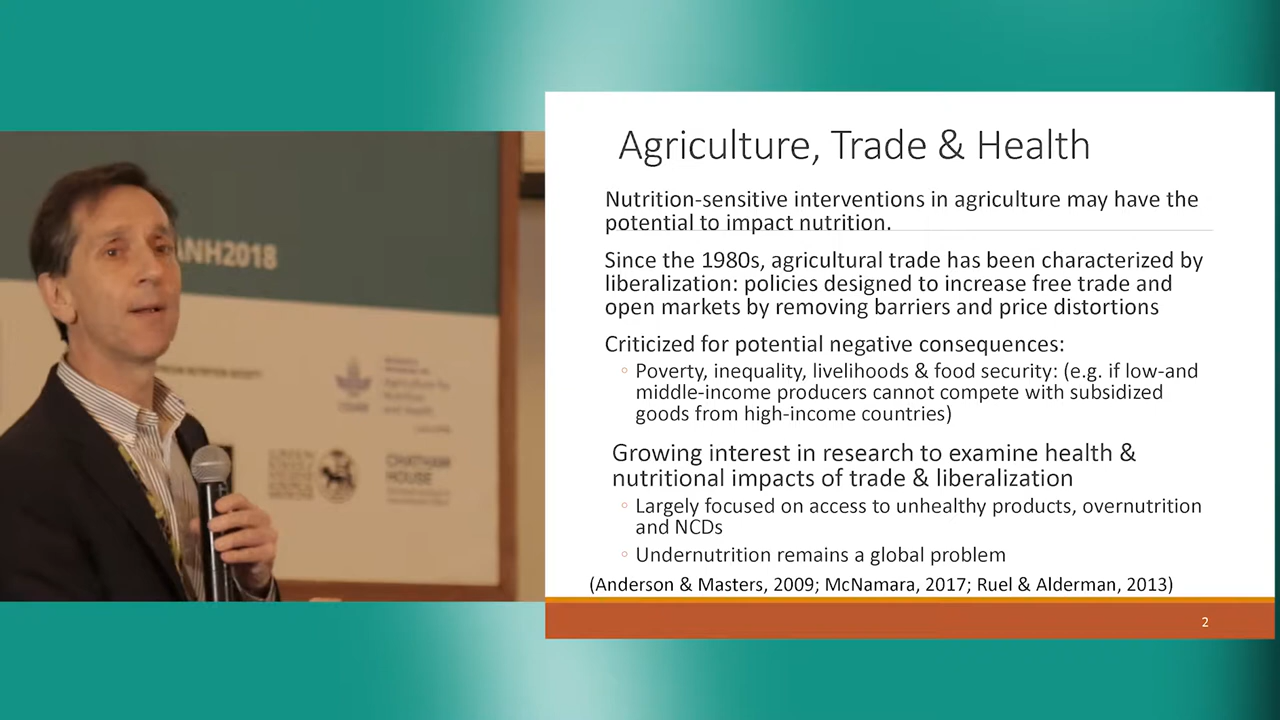 ANH2018
CHATHAM
HOUSE
Agriculture, Trade & Health
Nutrition-sensitive interventions in agriculture may have the
potential to impact nutrition.
Since the 1980s, agricultural trade has been characterized by
liberalization: policies designed to increase free trade and
open markets by removing barriers and price distortions
Criticized for potential negative consequences:
Poverty, inequality, livelihoods & food security: (e.g. if low-and
middle-income producers cannot compete with subsidized
goods from high-income countries)
Growing interest in research to examine health &
nutritional impacts of trade & liberalization
Largely focused on access to unhealthy products, overnutrition
and NCDs
Undernutrition remains a global problem
(Anderson & Masters, 2009; McNamara, 2017; Ruel & Alderman, 2013)
2